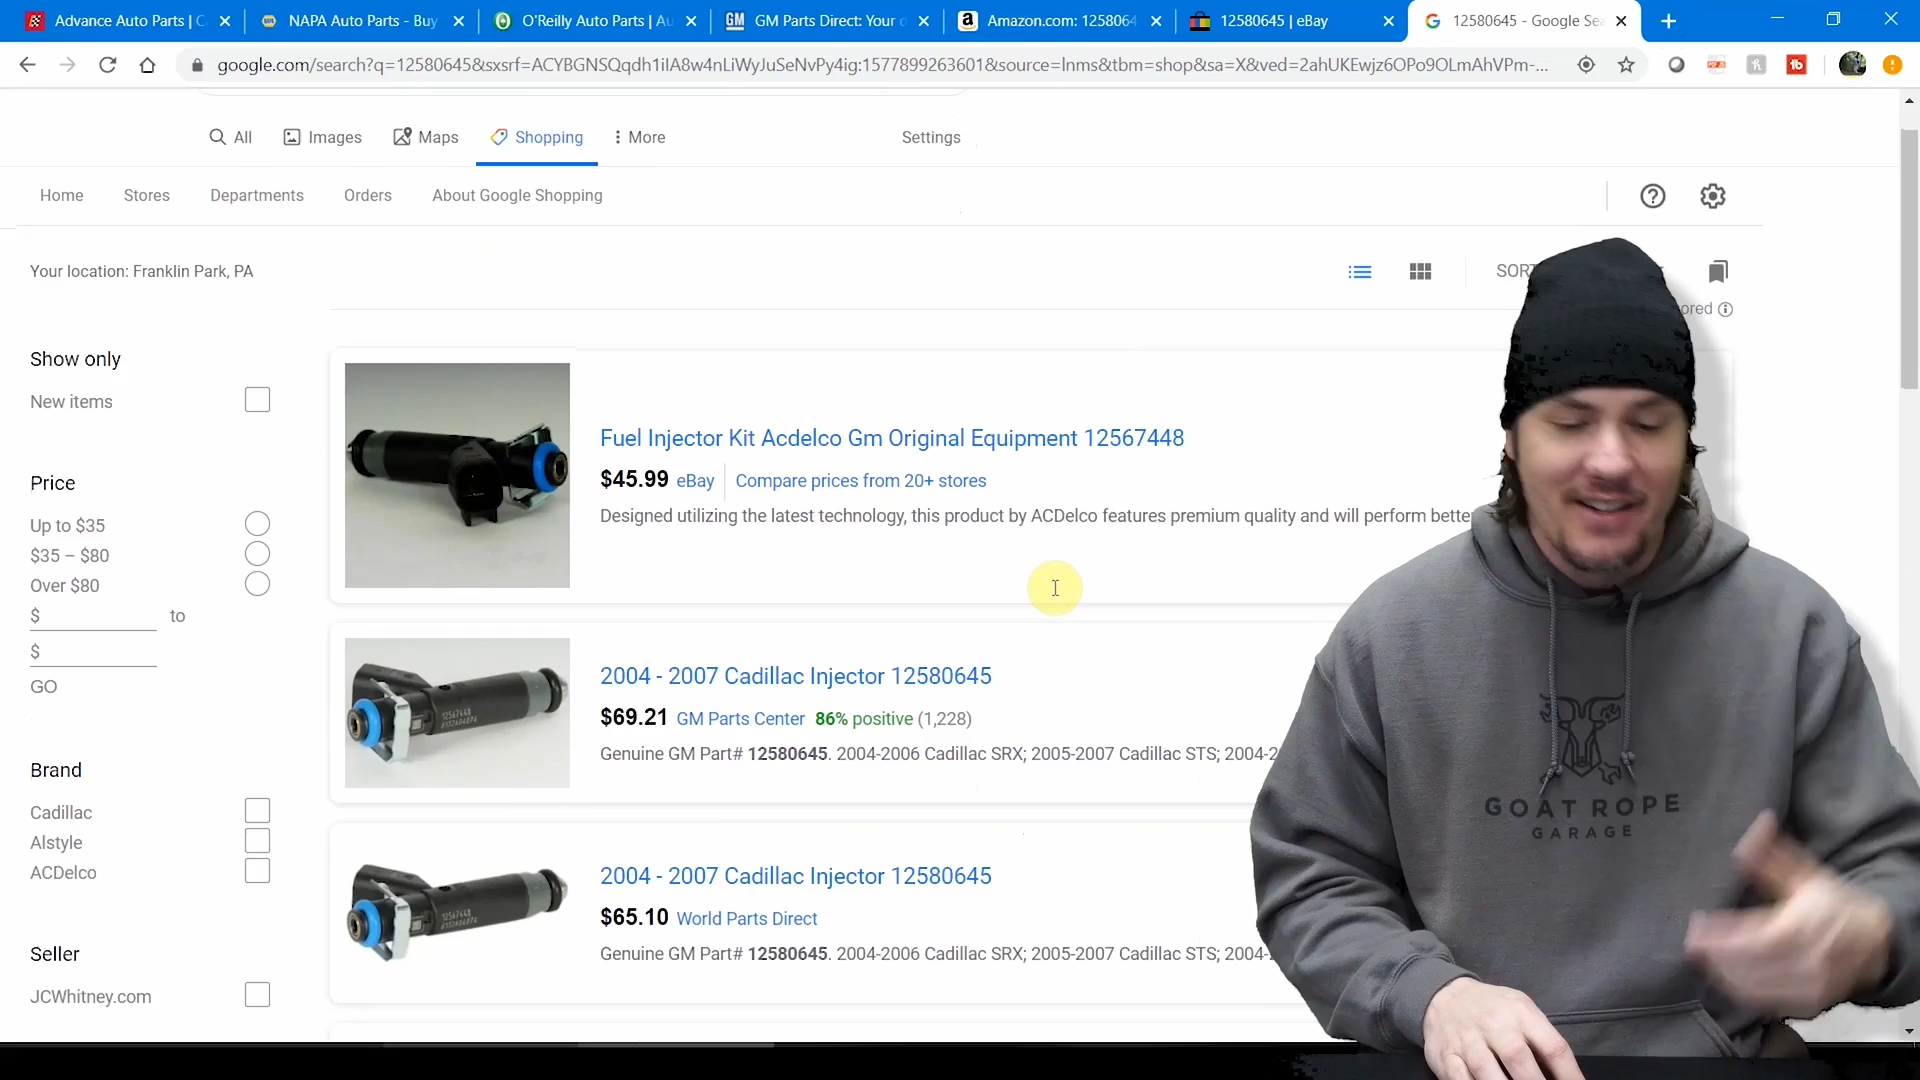 Advance Auto Parts | C
NAPA Auto Parts - Buy
O'Reilly Auto Parts | Au
GM Parts Direct: Your
Amazon.com: 1258064
12580645 | eBay
12580645 - Google Sea
google.com/search?q=12580645&sxsrf=ACYBGNSQqdh1iIA8w4nLiWyJuSeNvPy4ig:1577899263601&source=lnms&tbm=shop&sa=X&ved=2ahUKEwjz6OPo9OLmAhVPm-...
All Images Maps Shopping More Settings
Home Stores Departments Orders About Google Shopping
Your location: Franklin Park, PA
SORT
ored
Show only
New items
Price
Up to $35
$35 – $80
Over $80
$ to
$
GO
Brand
Cadillac
Alstyle
ACDelco
Seller
JCWhitney.com
Fuel Injector Kit Acdelco Gm Original Equipment 12567448
$45.99 eBay Compare prices from 20+ stores
Designed utilizing the latest technology, this product by ACDelco features premium quality and will perform bette
2004 - 2007 Cadillac Injector 12580645
$69.21 GM Parts Center 86% positive (1,228)
Genuine GM Part# 12580645. 2004-2006 Cadillac SRX; 2005-2007 Cadillac STS; 2004-2
2004 - 2007 Cadillac Injector 12580645
$65.10 World Parts Direct
Genuine GM Part# 12580645. 2004-2006 Cadillac SRX; 2005-2007 Cadillac STS; 2004-
GOAT ROPE
GARAGE